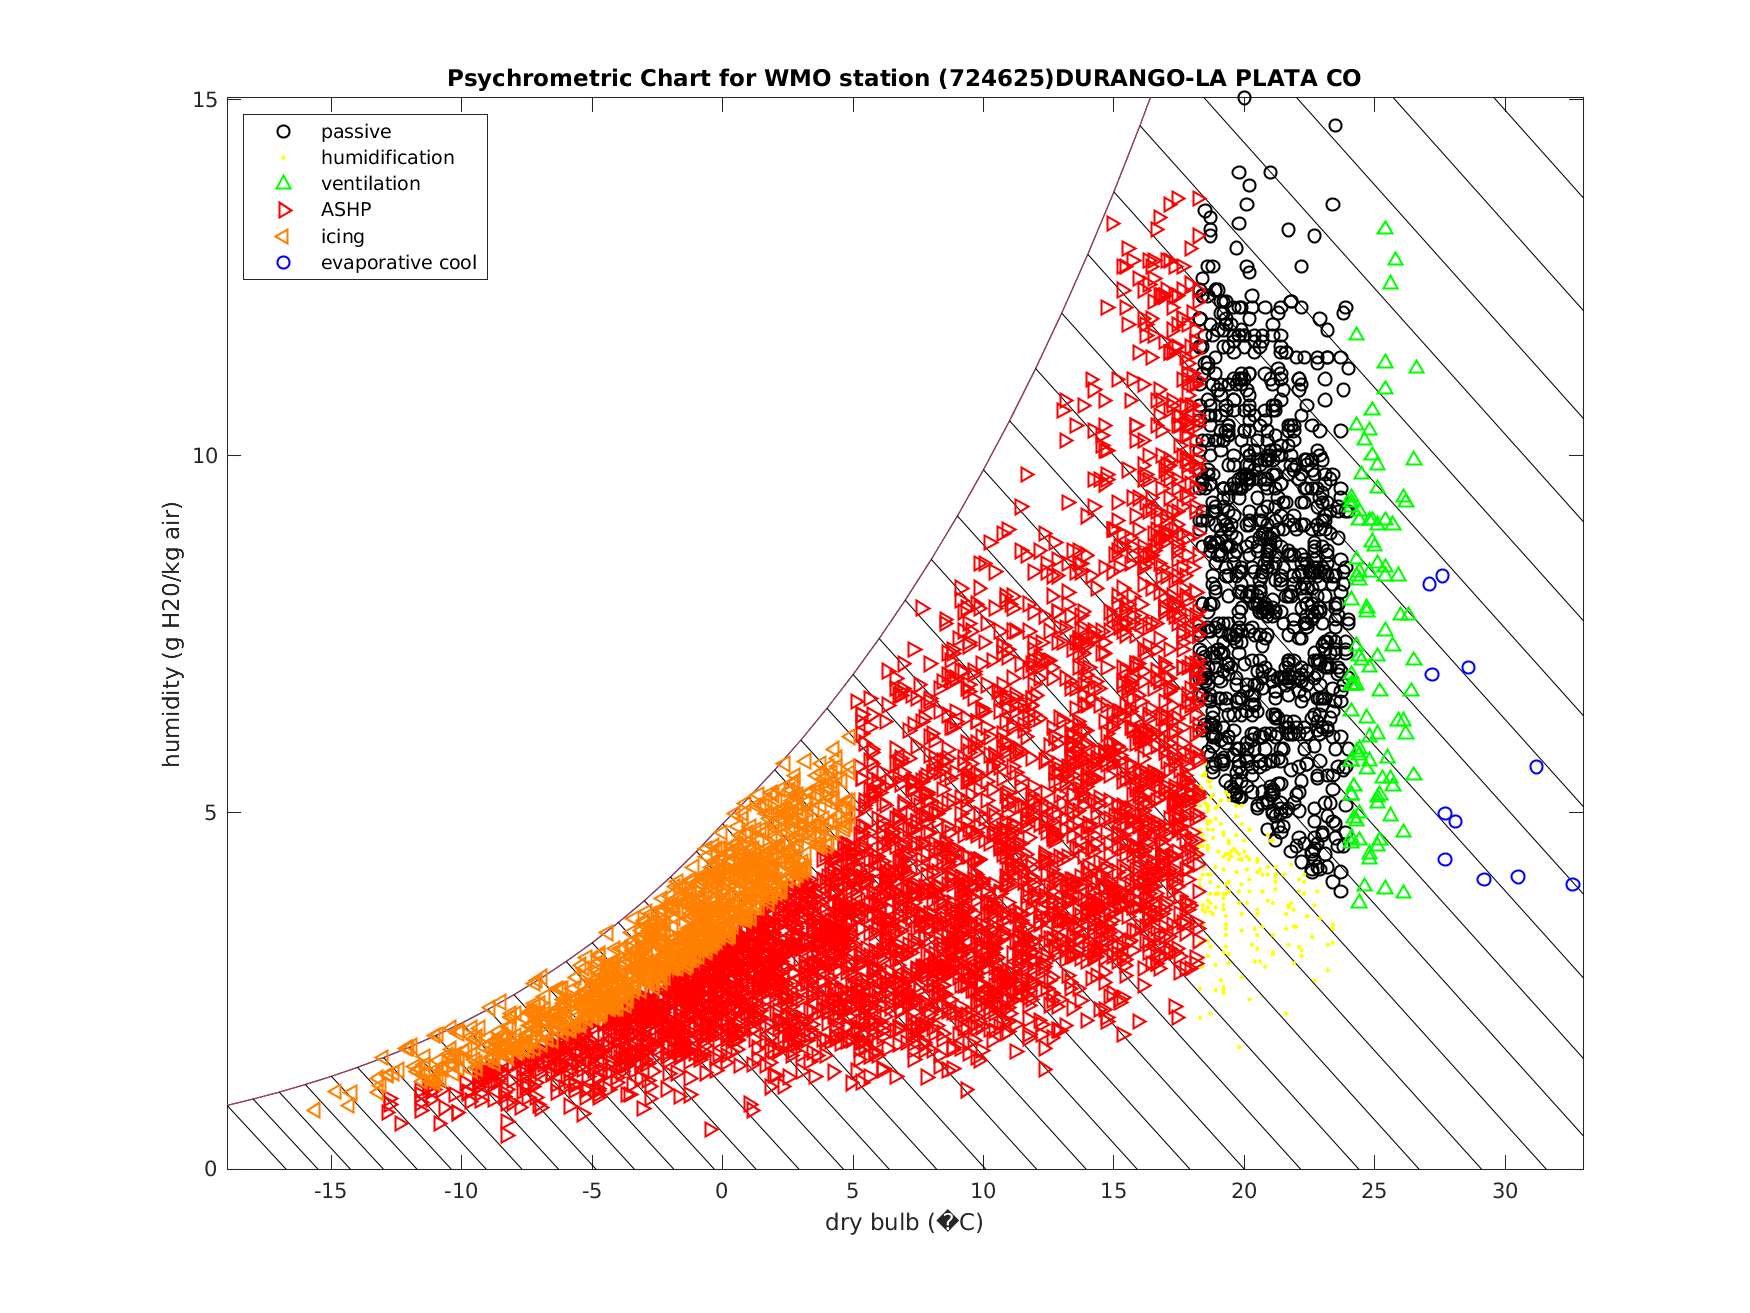 Psychrometric Chart for WMO station (724625)DURANGO-LA PLATA CO
15
10
5
0
humidity (g H20/kg air)
passive
humidification
ventilation
ASHP
icing
evaporative cool
-15 -10 -5 0 5 10 15 20 25 30
dry bulb (�C)